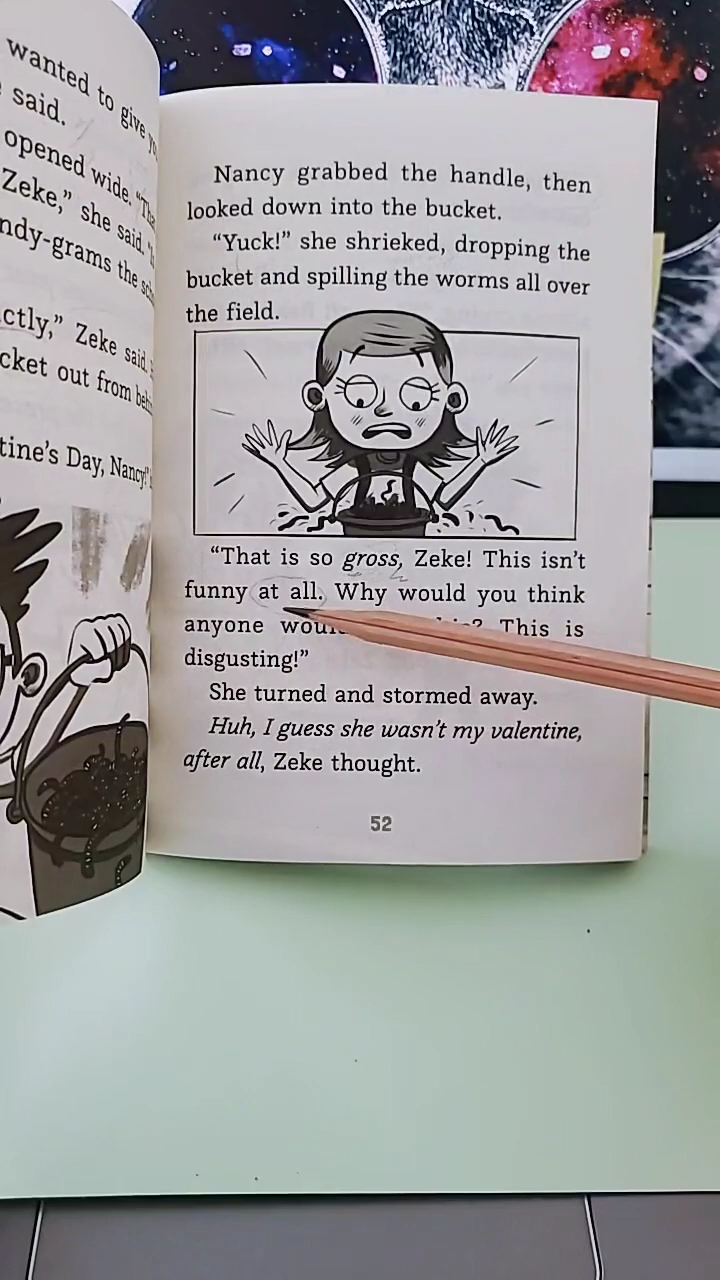 wanted to give
said.
opened wide.
Zeke," she said.
ndy-grams the
ctly," Zeke said.
cket out from
tine's Day, Nancy!"
Nancy grabbed the handle, then
looked down into the bucket.
"Yuck!" she shrieked, dropping the
bucket and spilling the worms all over
the field.
"That is so gross, Zeke! This isn't
funny at all. Why would you think
anyone This is
disgusting!"
She turned and stormed away.
Huh, I guess she wasn't my valentine,
after all, Zeke thought.
52